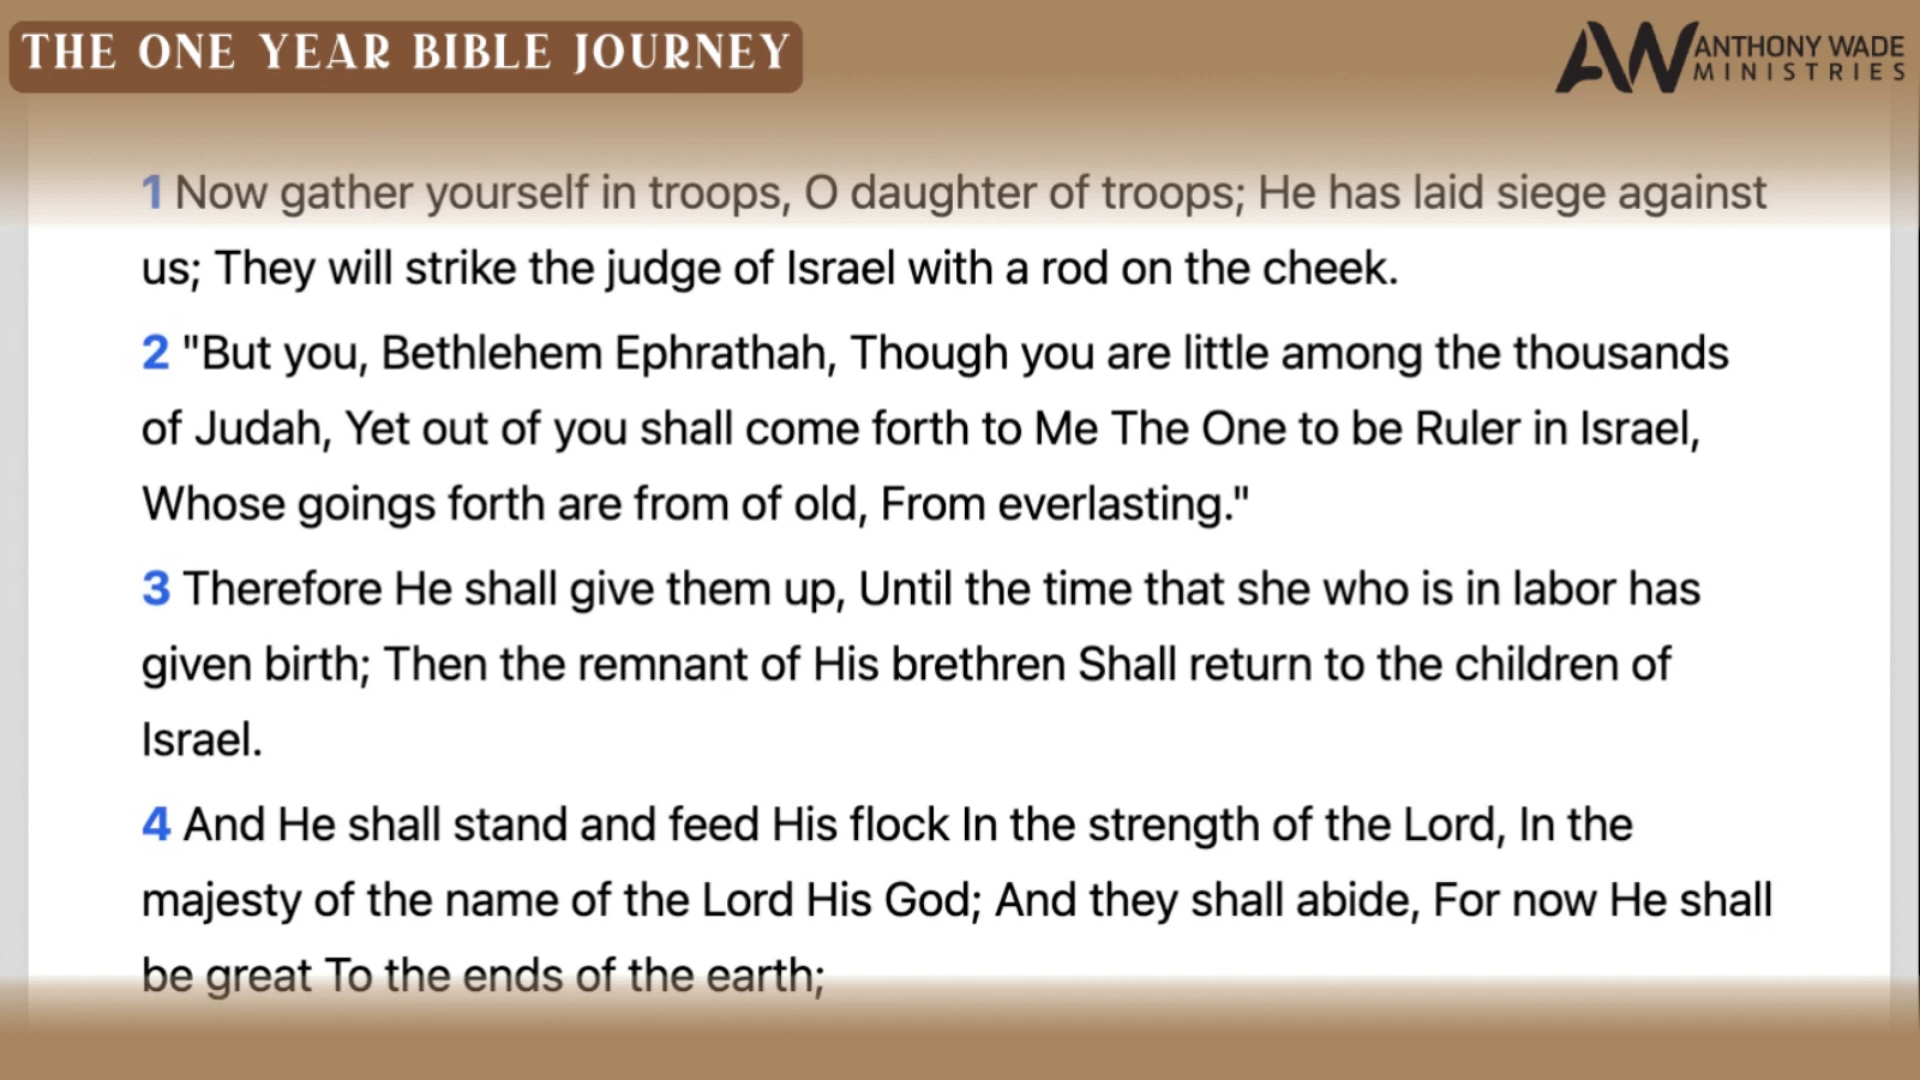 THE ONE YEAR BIBLE JOURNEY
AW ANTHONY WADE
MINISTRIES
1 Now gather yourself in troops, O daughter of troops; He has laid siege against
us; They will strike the judge of Israel with a rod on the cheek.
2 "But you, Bethlehem Ephrathah, Though you are little among the thousands
of Judah, Yet out of you shall come forth to Me The One to be Ruler in Israel,
Whose goings forth are from of old, From everlasting."
3 Therefore He shall give them up, Until the time that she who is in labor has
given birth; Then the remnant of His brethren Shall return to the children of
Israel.
4 And He shall stand and feed His flock In the strength of the Lord, In the
majesty of the name of the Lord His God; And they shall abide, For now He shall
be great To the ends of the earth;